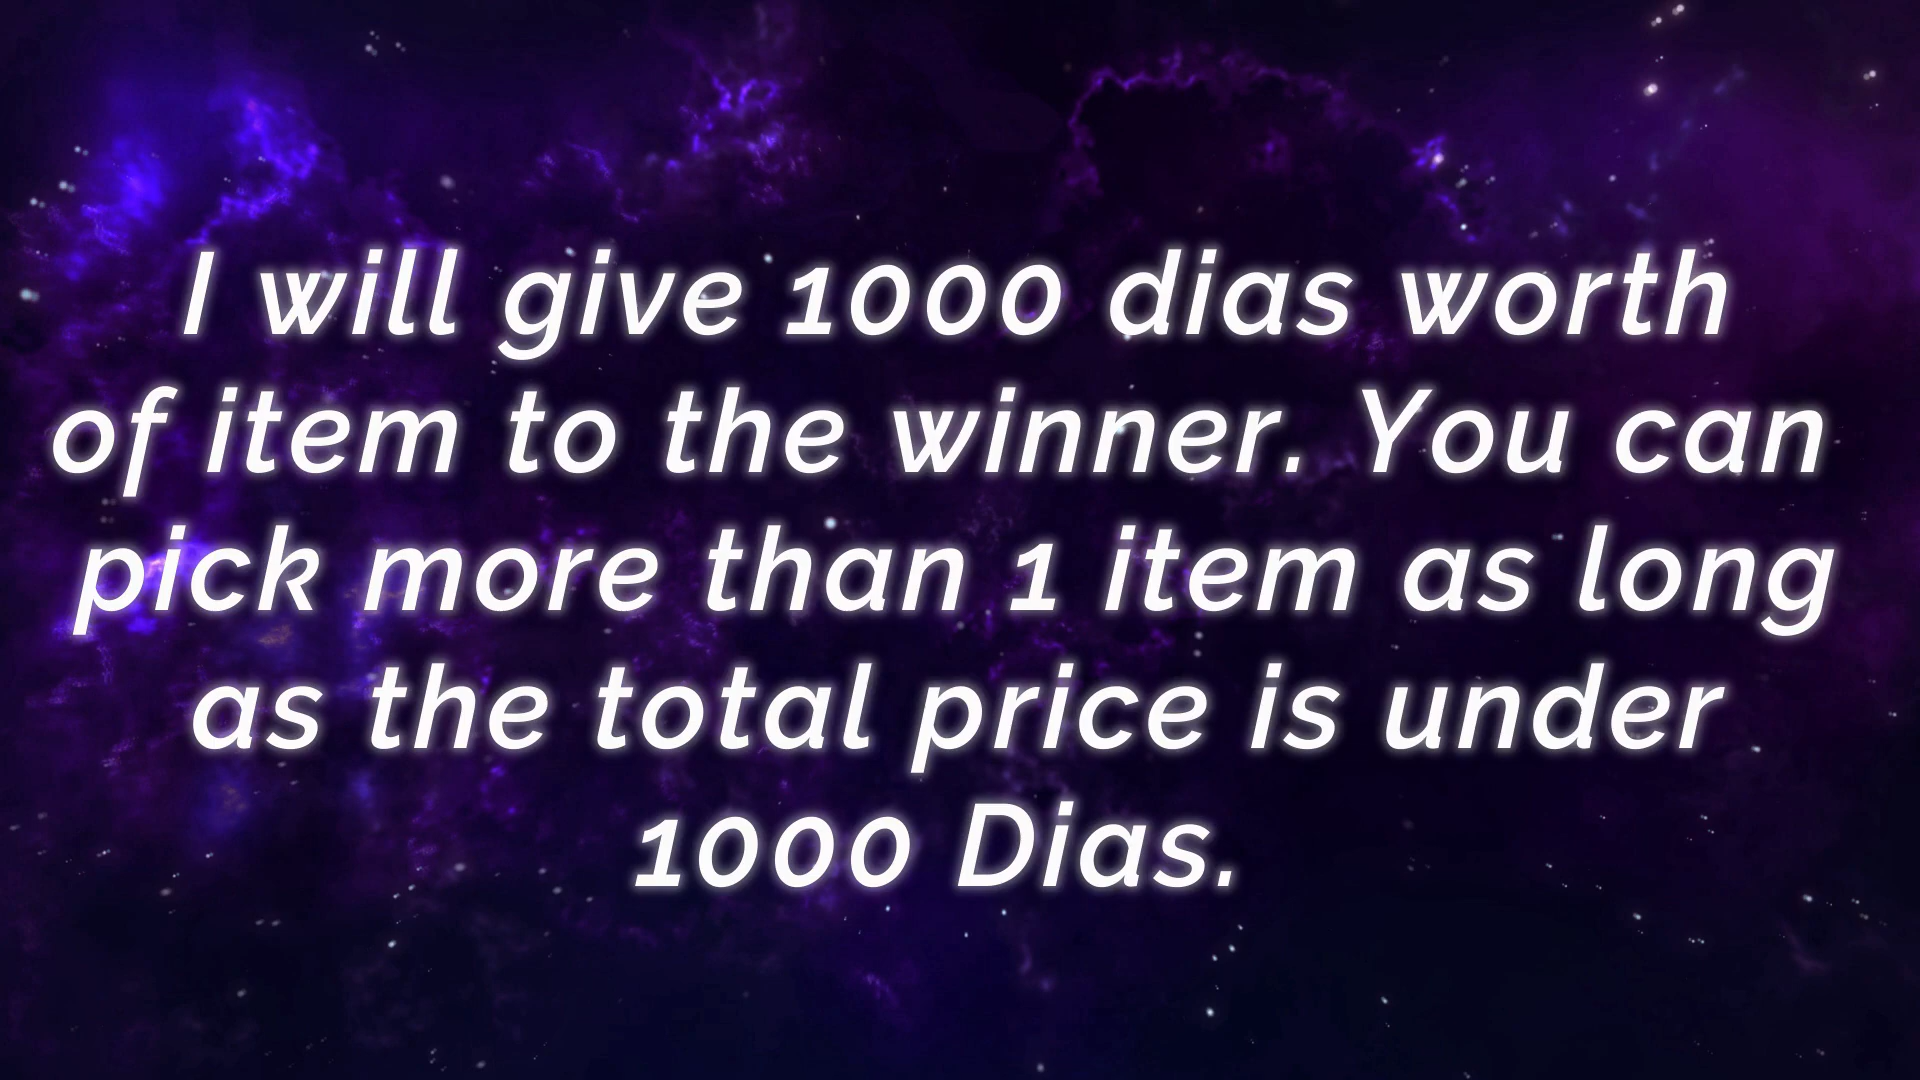 I will give 1000 dias worth
of item to the winner. You can
pick more than 1 item as long
as the total price is under
1000 Dias.